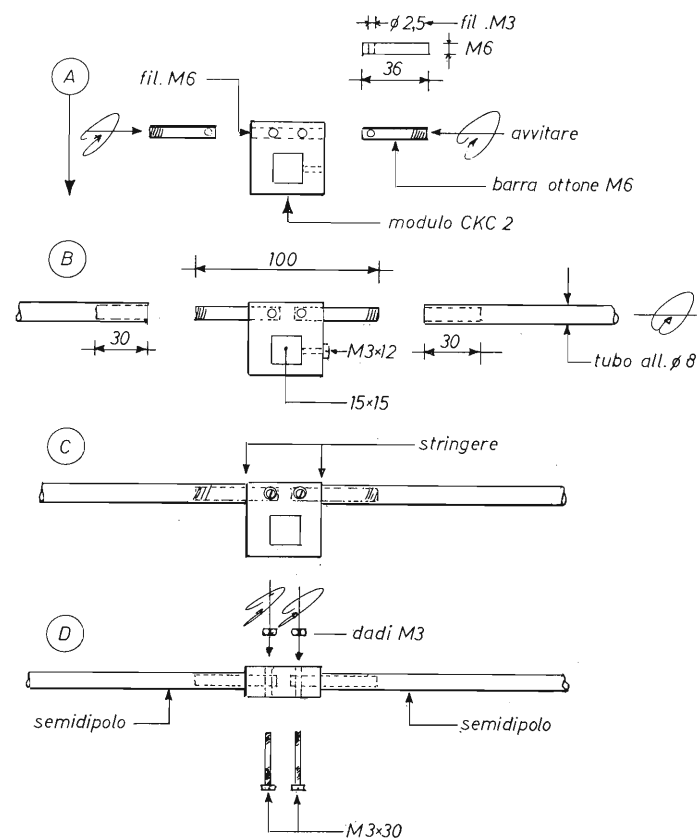 ø 2,5 fil .M3
M6
36
A
fil. M6
avvitare
barra ottone M6
modulo CKC 2
B
100
30
30
M3×12
tubo all. ø 8
15×15
C
stringere
D
dadi M3
semidipolo
semidipolo
M3×30